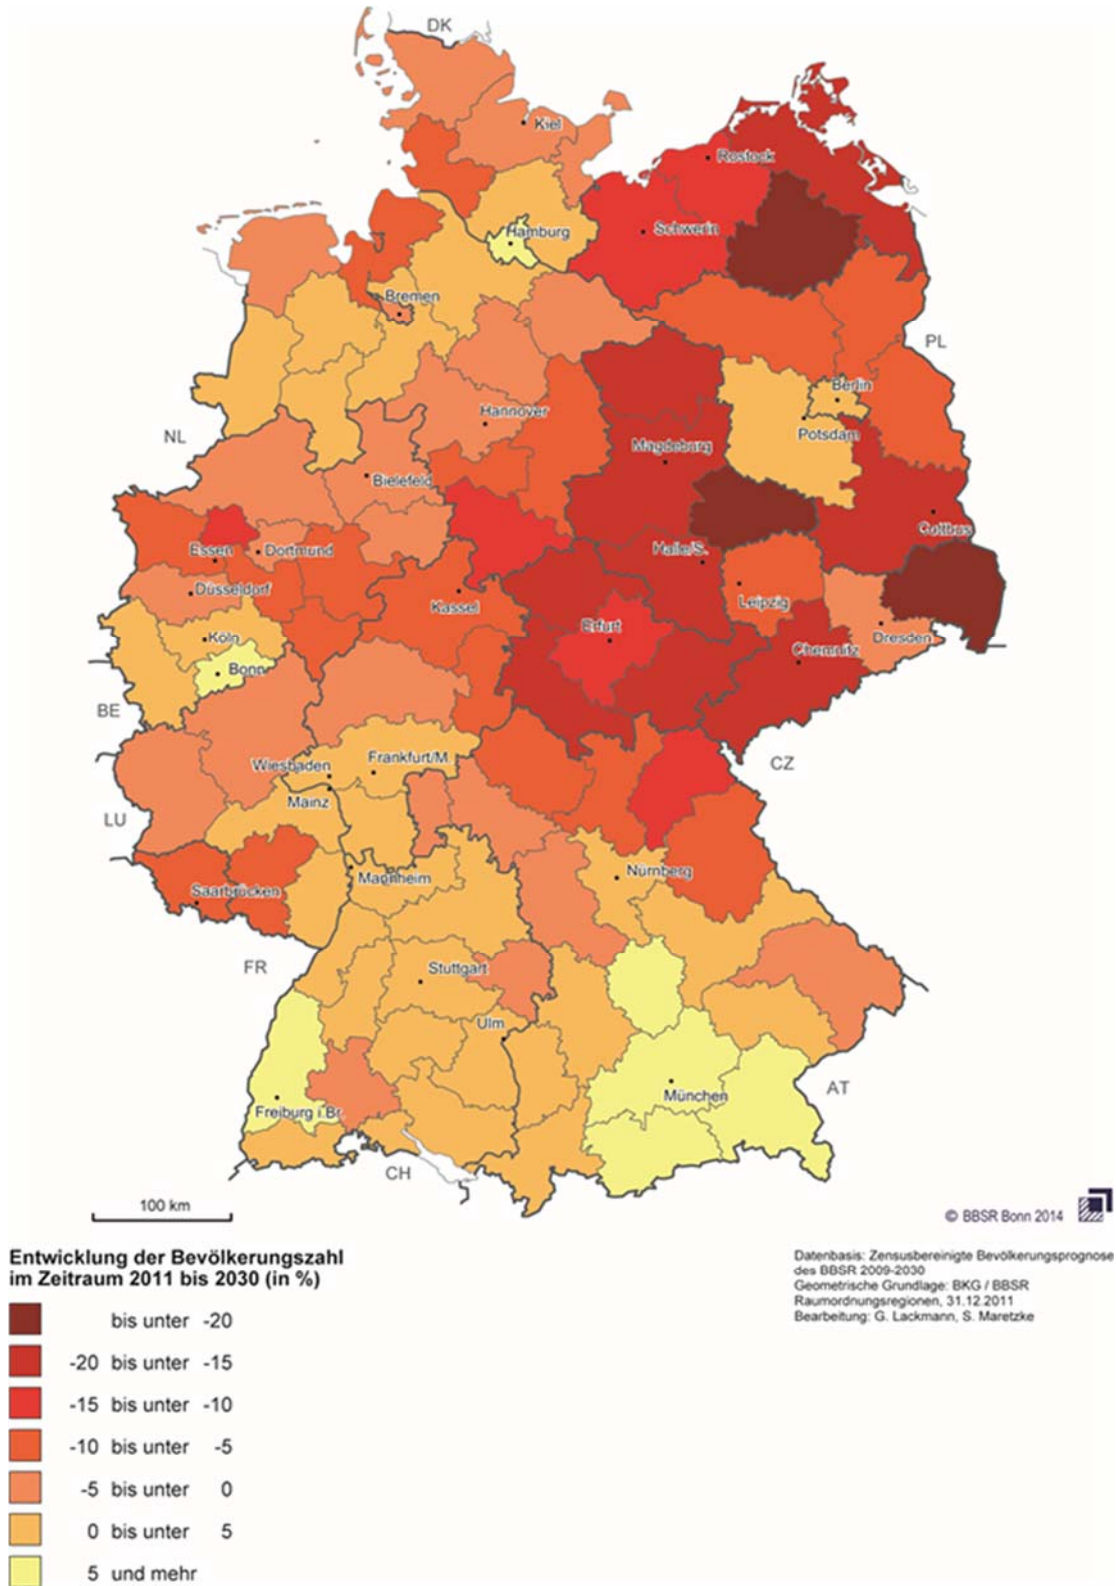 DK
Kiel
Rostock
Hamburg
Schwerin
Bremen
PL
Berlin
Hannover
Potsdam
NL
Magdeburg
Bielefeld
Cottbus
Essen
Dortmund
Halle/S.
Düsseldorf
Leipzig
Kassel
Köln
Erfurt
Dresden
Chemnitz
Bonn
BE
Wiesbaden
Frankfurt/M.
CZ
Mainz
LU
Mannheim
Nürnberg
Saarbrücken
FR
Stuttgart
Ulm
AT
München
Freiburg i.Br.
CH
100 km
© BBSR Bonn 2014
Entwicklung der Bevölkerungszahl
im Zeitraum 2011 bis 2030 (in %)
bis unter -20
-20 bis unter -15
-15 bis unter -10
-10 bis unter -5
-5 bis unter 0
0 bis unter 5
5 und mehr
Datenbasis: Zensusbereinigte Bevölkerungsprognose
des BBSR 2009-2030
Geometrische Grundlage: BKG / BBSR
Raumordnungsregionen, 31.12.2011
Bearbeitung: G. Lackmann, S. Maretzke